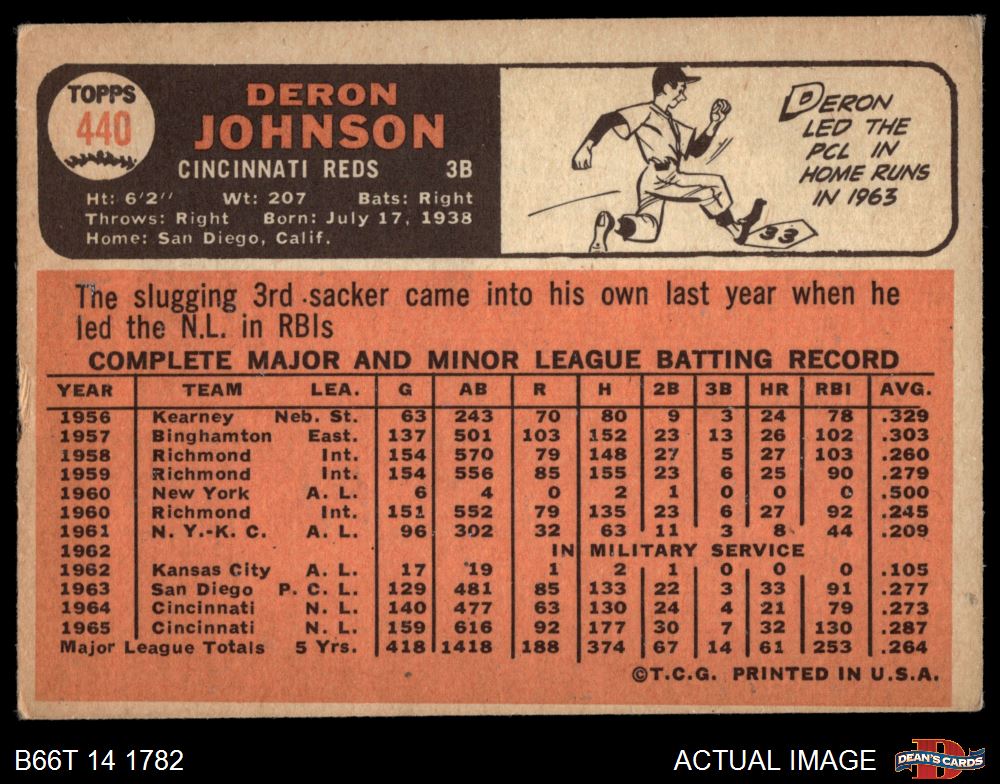 TOPPS
440
DERON
JOHNSON
CINCINNATI REDS 3B
Ht: 6'2" Wt: 207 Bats: Right
Throws: Right Born: July 17, 1938
Home: San Diego, Calif.
DERON
LED THE
PCL IN
HOME RUNS
IN 1963
33
The slugging 3rd sacker came into his own last year when he
led the N.L. in RBIs
COMPLETE MAJOR AND MINOR LEAGUE BATTING RECORD
YEAR TEAM LEA. G AB R H 2B 3B HR RBI AVG.
1956 Kearney Neb. St. 63 243 70 80 9 3 24 78 .329
1957 Binghamton East. 137 501 103 152 23 13 26 102 .303
1958 Richmond Int. 154 570 79 148 27 5 27 103 .260
1959 Richmond Int. 154 556 85 155 23 6 25 90 .279
1960 New York A. L. 6 4 0 2 1 0 0 0 .500
1960 Richmond Int. 151 552 79 135 23 6 27 92 .245
1961 N. Y.-K. C. A. L. 96 302 32 63 11 3 8 44 .209
1962 IN MILITARY SERVICE
1962 Kansas City A. L. 17 19 1 2 1 0 0 0 .105
1963 San Diego P. C. L. 129 481 85 133 22 3 33 91 .277
1964 Cincinnati N. L. 140 477 63 130 24 4 21 79 .273
1965 Cincinnati N. L. 159 616 92 177 30 7 32 130 .287
Major League Totals 5 Yrs. 418 1418 188 374 67 14 61 253 .264
©T.C.G. PRINTED IN U.S.A.
B66T 14 1782
ACTUAL IMAGE
DEAN'S CARDS